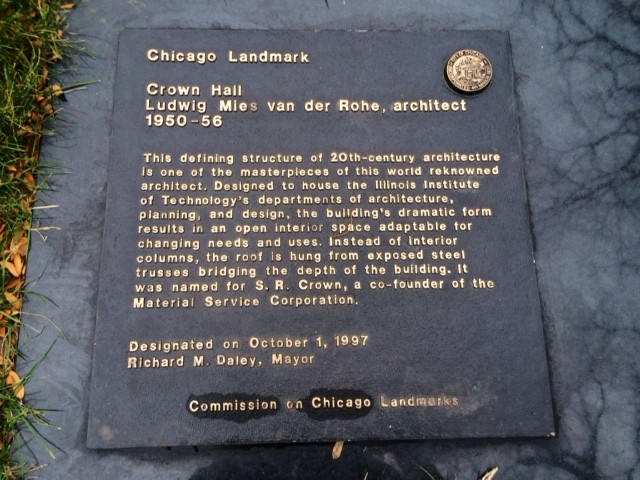 Chicago Landmark
Crown Hall
Ludwig Mies van der Rohe, architect
1950-56
This defining structure of 20th-century architecture
is one of the masterpieces of this world reknowned
architect. Designed to house the Illinois Institute
of Technology's departments of architecture,
planning, and design, the building's dramatic form
results in an open interior space adaptable for
changing needs and uses. Instead of interior
columns, the roof is hung from exposed steel
trusses bridging the depth of the building. It
was named for S. R. Crown, a co-founder of the
Material Service Corporation.
Designated on October 1, 1997
Richard M. Daley, Mayor
Commission on Chicago Landmarks